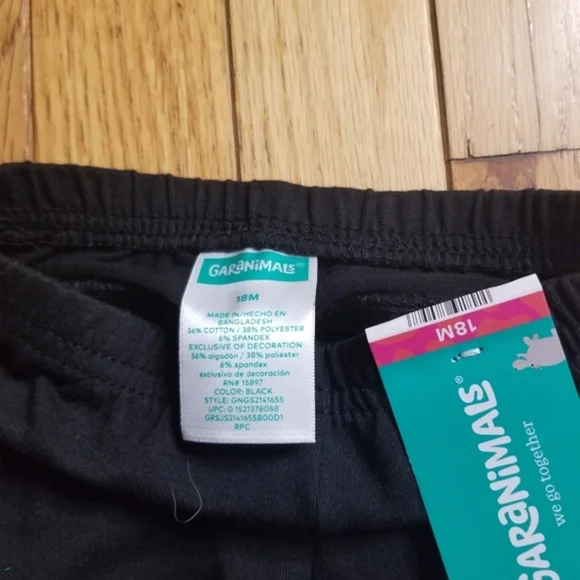 GARANIMALS®
18M
MADE IN/HECHO EN
BANGLADESH
56% COTTON / 38% POLYESTER
6% SPANDEX
EXCLUSIVE OF DECORATION
56% algodón / 38% poliéster
6% spandex
exclusivo de decoración
RN# 15897
COLOR: BLACK
STYLE: GNGS2141655
UPC: 0 1521378058
GRSJS2141655B00D1
RPC
18M
GARANIMALS®
we go together